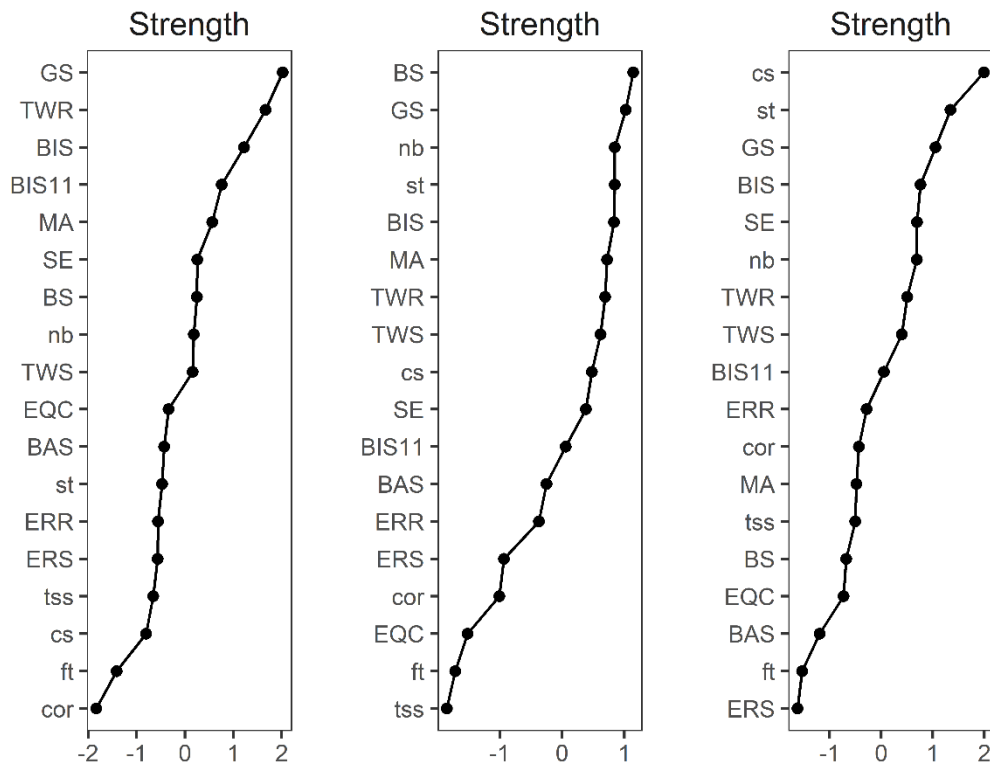 Strength
GS
TWR
BIS
BIS11
MA
SE
BS
nb
TWS
EQC
BAS
st
ERR
ERS
tss
cs
ft
cor
-2 -1 0 1 2
Strength
BS
GS
nb
st
BIS
MA
TWR
TWS
cs
SE
BIS11
BAS
ERR
ERS
cor
EQC
ft
tss
-1 0 1
Strength
cs
st
GS
BIS
SE
nb
TWR
TWS
BIS11
ERR
cor
MA
tss
BS
EQC
BAS
ft
ERS
-1 0 1 2